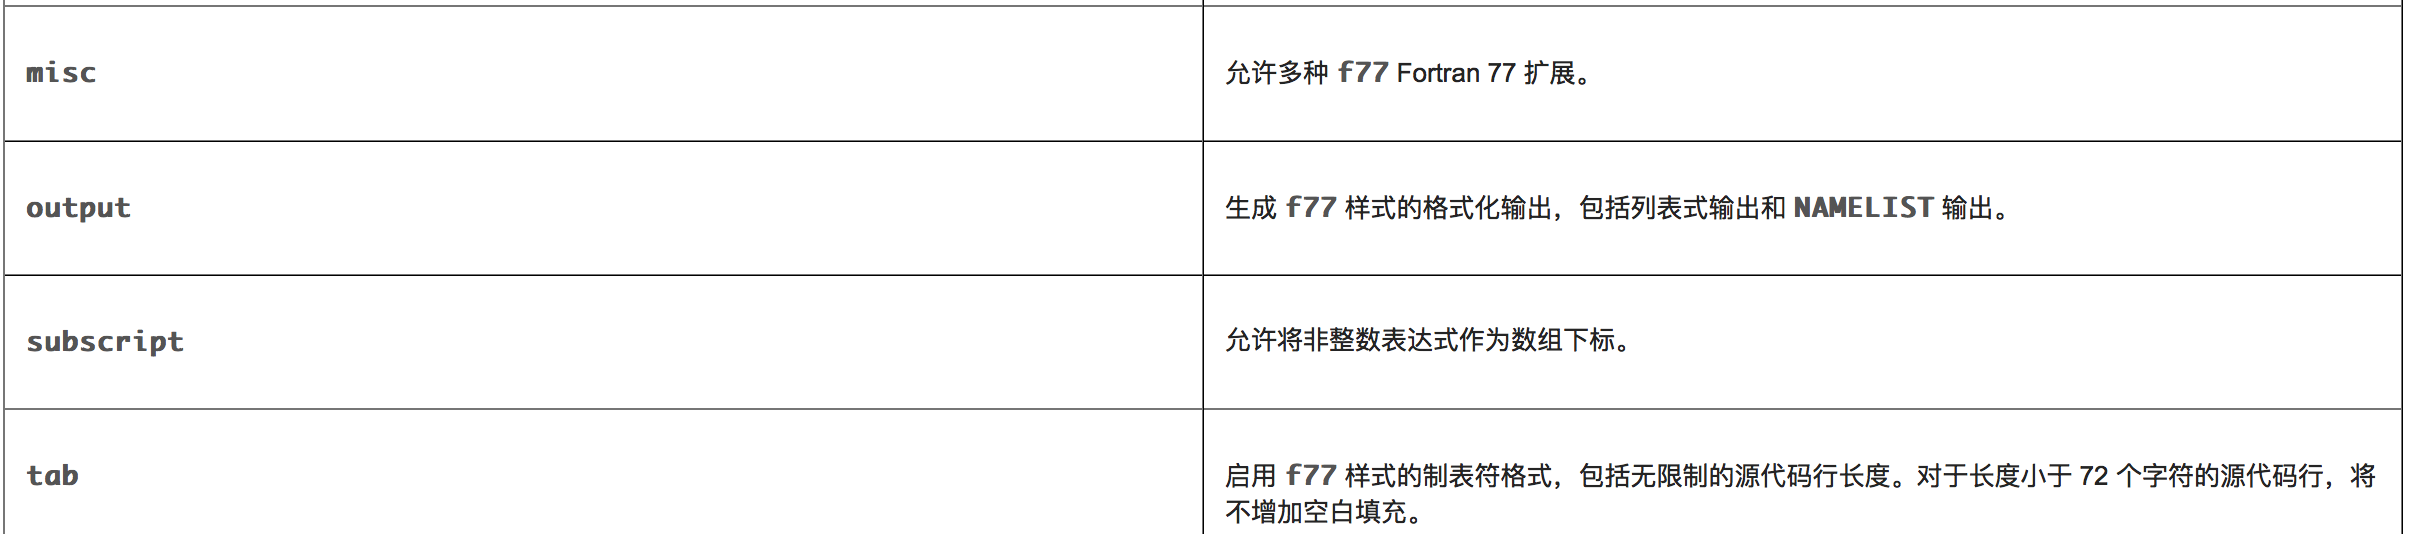 misc
允许多种 f77 Fortran 77 扩展。
output
生成 f77 样式的格式化输出，包括列表式输出和 NAMELIST 输出。
subscript
允许将非整数表达式作为数组下标。
tab
启用 f77 样式的制表符格式，包括无限制的源代码行长度。对于长度小于 72 个字符的源代码行，将
不增加空白填充。